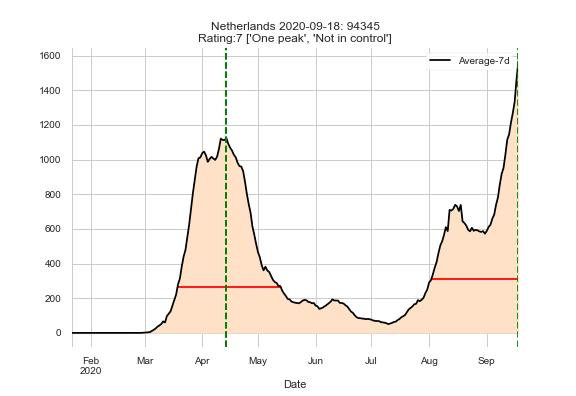 Netherlands 2020-09-18: 94345
Rating:7 ['One peak', 'Not in control']
Average-7d
1600
1400
1200
1000
800
600
400
200
0
Feb Mar Apr May Jun Jul Aug Sep
2020
Date